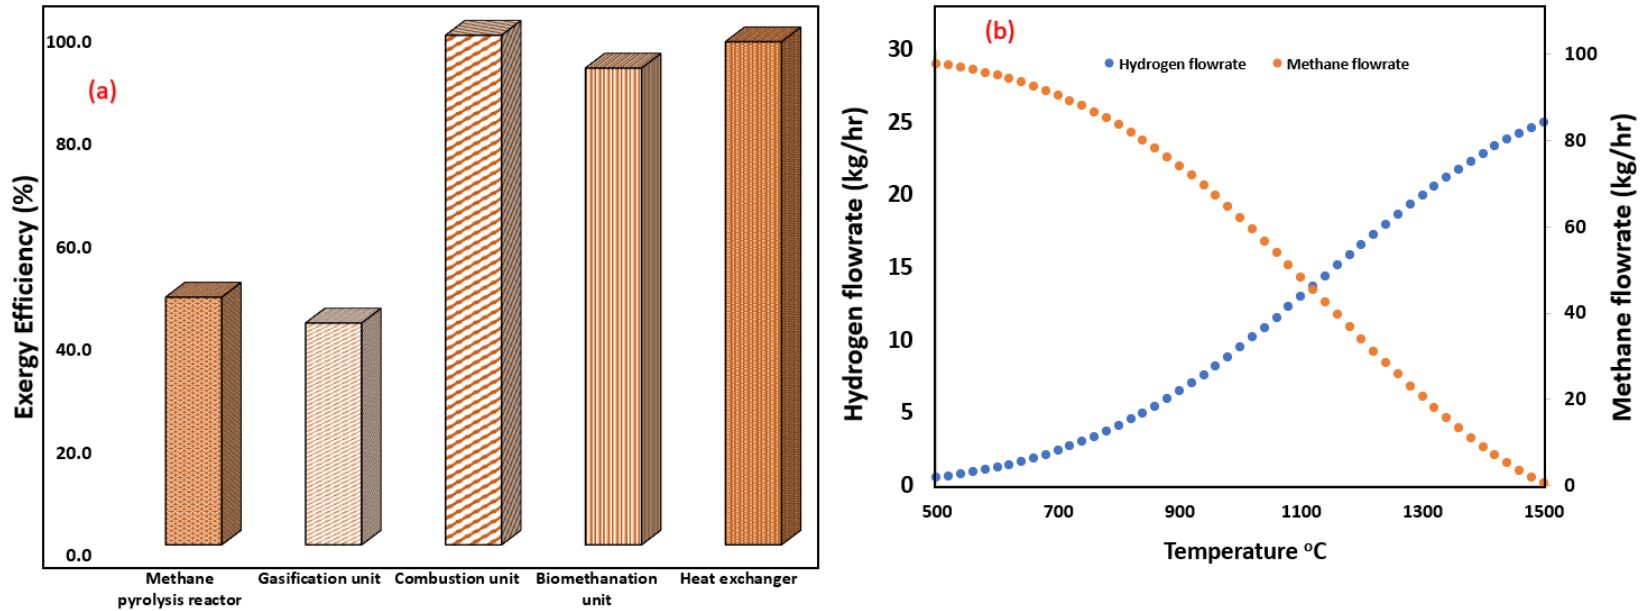 (a)
Exergy Efficiency (%)
100.0
80.0
60.0
40.0
20.0
0.0
Methane
pyrolysis reactor
Gasification unit
Combustion unit
Biomethanation
unit
Heat exchanger
(b)
Hydrogen flowrate
Methane flowrate
Hydrogen flowrate (kg/hr)
30
25
20
15
10
5
0
Methane flowrate (kg/hr)
100
80
60
40
20
0
500
700
900
1100
1300
1500
Temperature °C